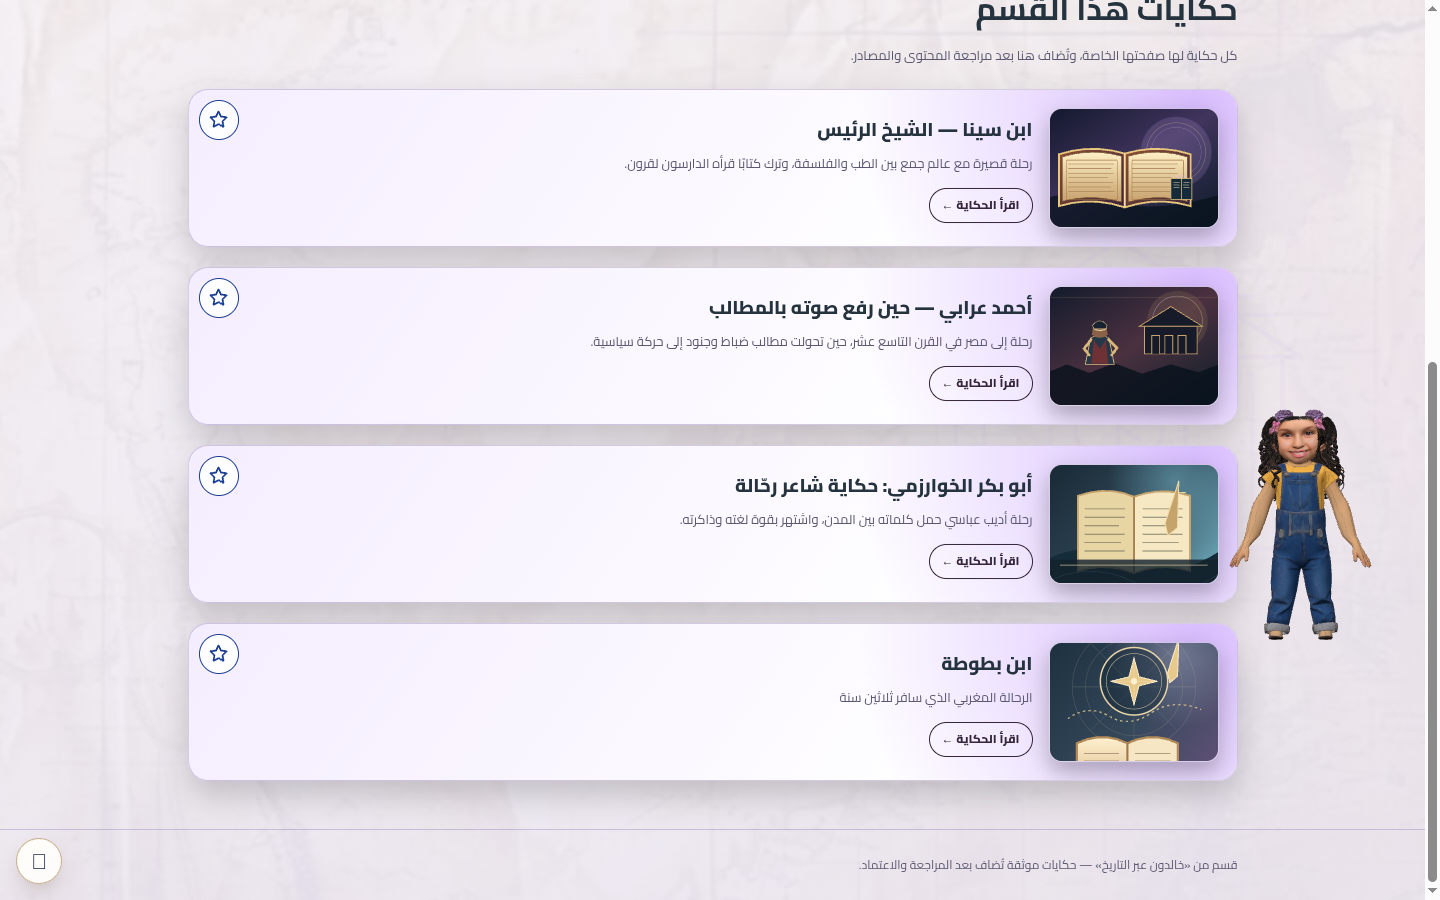 حكايات هذا القسم
كل حكاية لها صفحتها الخاصة، وتُضاف هنا بعد مراجعة المحتوى والمصادر.
ابن سينا — الشيخ الرئيس
رحلة قصيرة مع عالم جمع بين الطب والفلسفة، وترك كتابًا قرأه الدارسون لقرون.
اقرأ الحكاية ←
أحمد عرابي — حين رفع صوته بالمطالب
رحلة إلى مصر في القرن التاسع عشر، حين تحولت مطالب ضباط وجنود إلى حركة سياسية.
اقرأ الحكاية ←
أبو بكر الخوارزمي: حكاية شاعر رحّالة
رحلة أديب عباسي حمل كلماته بين المدن، واشتهر بقوة لغته وذاكرته.
اقرأ الحكاية ←
ابن بطوطة
الرحالة المغربي الذي سافر ثلاثين سنة
اقرأ الحكاية ←
قسم من «خالدون عبر التاريخ» — حكايات موثقة تُضاف بعد المراجعة والاعتماد.